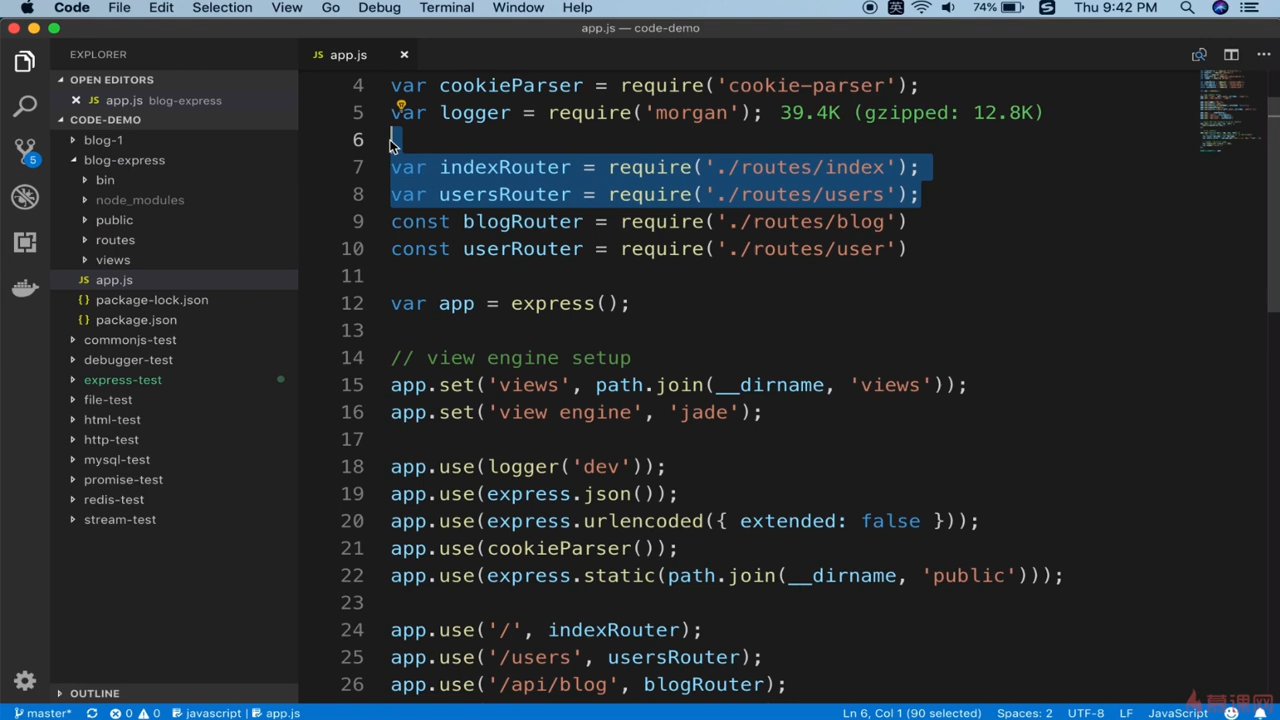 Code File Edit Selection View Go Debug Terminal Window Help 英 74% S Thu 9:42 PM
app.js — code-demo
EXPLORER
JS app.js ×
OPEN EDITORS
× JS app.js blog-express
CODE-DEMO
blog-1
blog-express
bin
node_modules
public
routes
views
JS app.js
{} package-lock.json
{} package.json
commonjs-test
debugger-test
express-test
file-test
html-test
http-test
mysql-test
promise-test
redis-test
stream-test
OUTLINE
5
4 var cookieParser = require('cookie-parser');
5 var logger = require('morgan'); 39.4K (gzipped: 12.8K)
6
7 var indexRouter = require('./routes/index');
8 var usersRouter = require('./routes/users');
9 const blogRouter = require('./routes/blog')
10 const userRouter = require('./routes/user')
11
12 var app = express();
13
14 // view engine setup
15 app.set('views', path.join(__dirname, 'views'));
16 app.set('view engine', 'jade');
17
18 app.use(logger('dev'));
19 app.use(express.json());
20 app.use(express.urlencoded({ extended: false }));
21 app.use(cookieParser());
22 app.use(express.static(path.join(__dirname, 'public')));
23
24 app.use('/', indexRouter);
25 app.use('/users', usersRouter);
26 app.use('/api/blog', blogRouter);
master* 0 0 javascript | app.js Ln 6, Col 1 (90 selected) Spaces: 2 UTF-8 LF JavaScript
慕课网